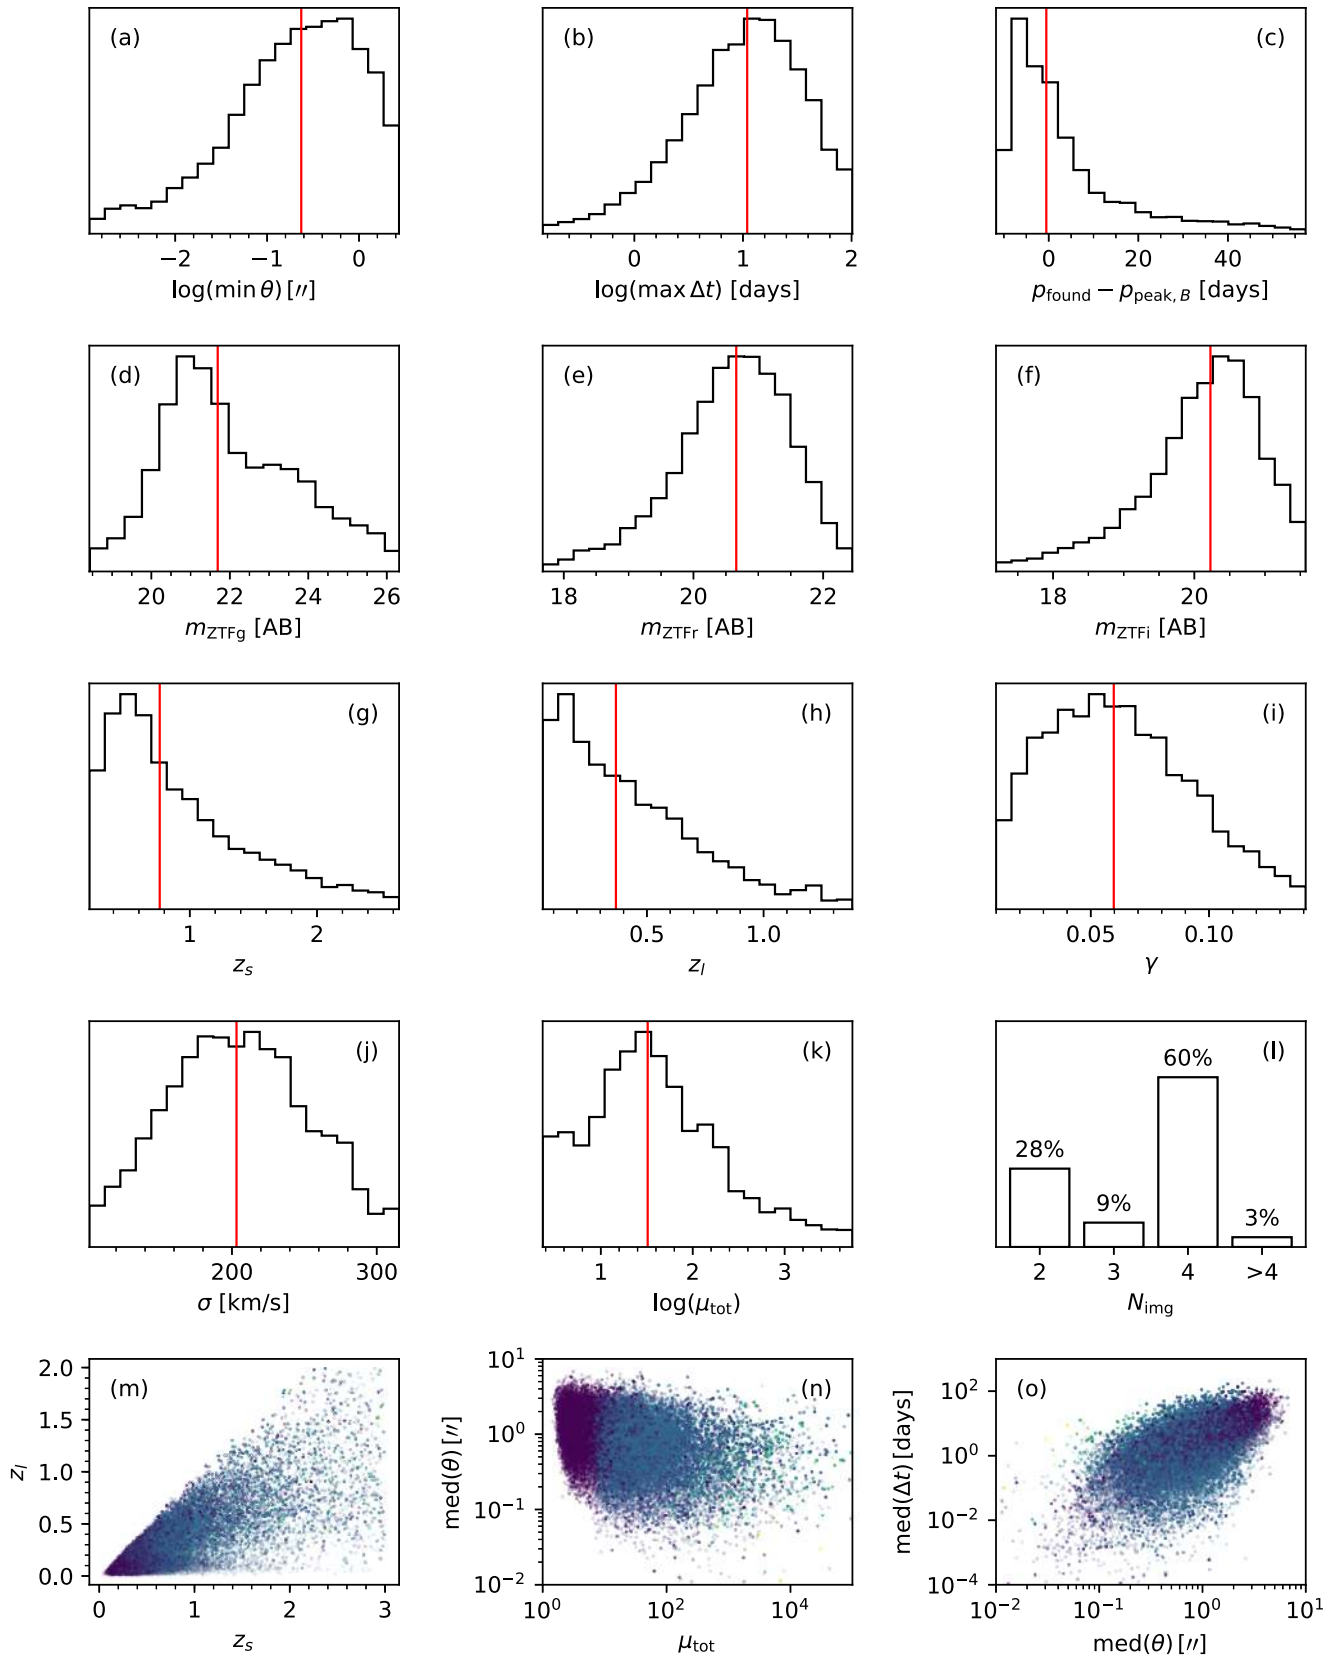 (a) (b) (c)
−2 −1 0 0 1 2 0 20 40
log(min θ) [″] log(max Δt) [days] p_found − p_peak, B [days]
(d) (e) (f)
20 22 24 26 18 20 22 18 20
m_ZTFg [AB] m_ZTFr [AB] m_ZTFi [AB]
(g) (h) (i)
1 2 0.5 1.0 0.05 0.10
z_s z_l γ
(j) (k) (l)
60%
28%
9%
3%
200 300 1 2 3 2 3 4 >4
σ [km/s] log(μ_tot) N_img
(m) (n) (o)
z_l
2.0
1.5
1.0
0.5
0.0
0 1 2 3
z_s
med(θ) [″]
10^1
10^0
10^−1
10^−2
10^0 10^2 10^4
μ_tot
med(Δt) [days]
10^2
10^0
10^−2
10^−4
10^−2 10^−1 10^0 10^1
med(θ) [″]